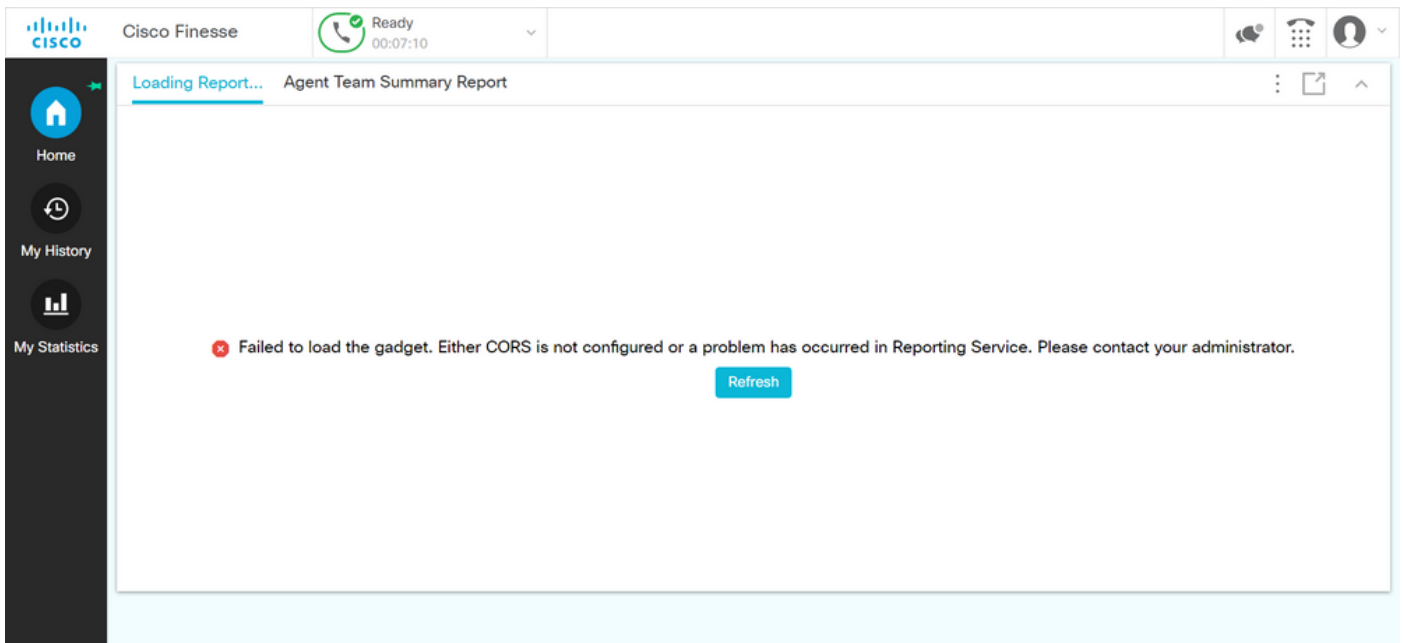 CISCO
Cisco Finesse
Ready
00:07:10
Loading Report... Agent Team Summary Report
Home
My History
My Statistics
Failed to load the gadget. Either CORS is not configured or a problem has occurred in Reporting Service. Please contact your administrator.
Refresh